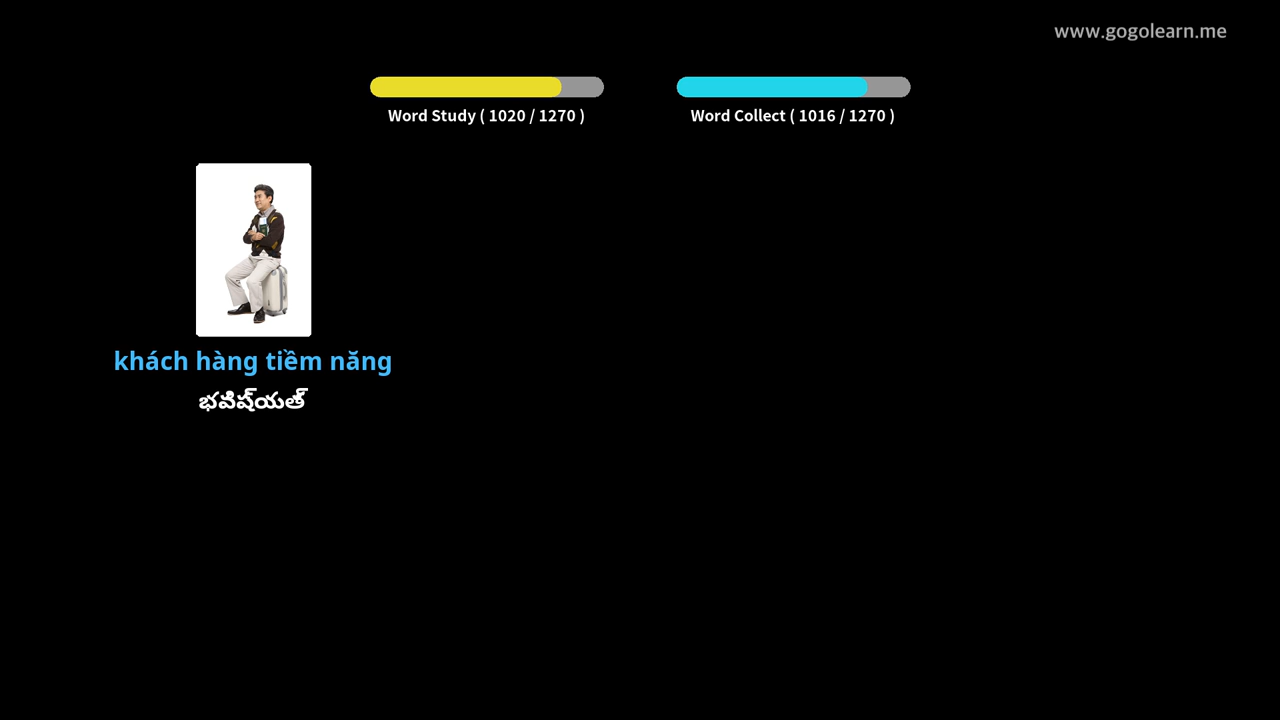 www.gogolearn.me
Word Study ( 1020 / 1270 )
Word Collect ( 1016 / 1270 )
khách hàng tiềm năng
భవిష్యత్